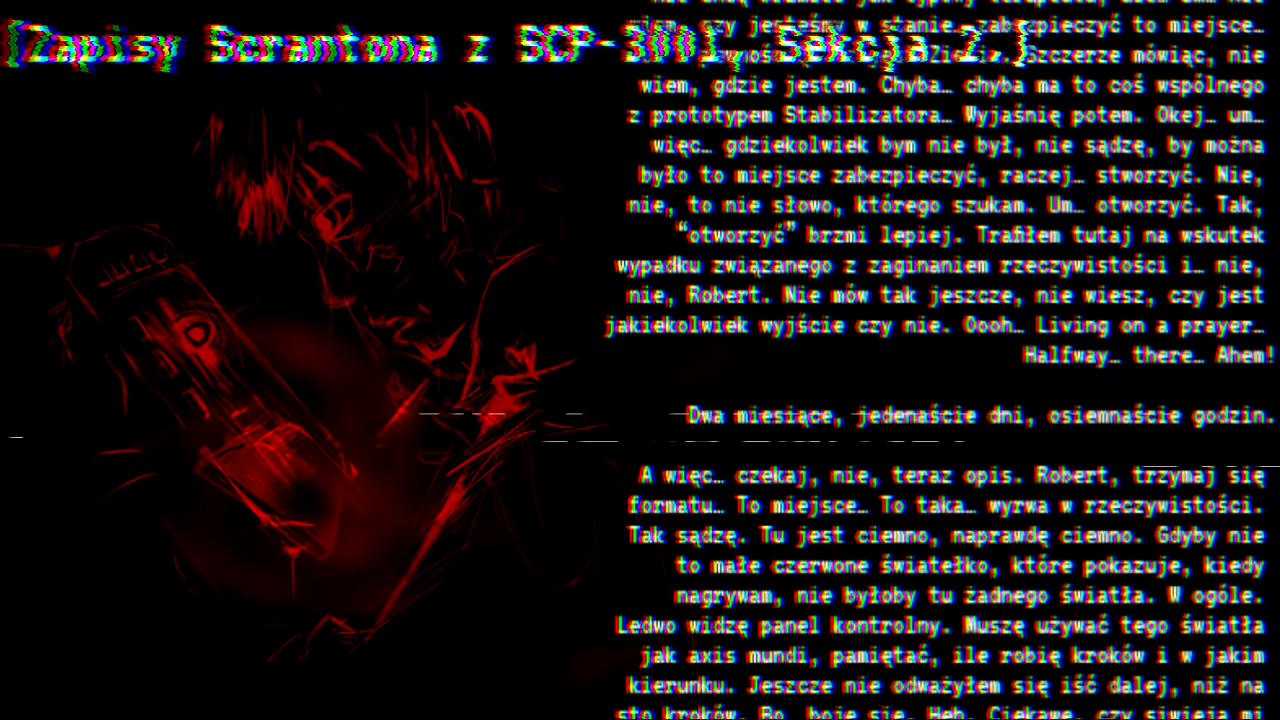 [Zapisy Scrantona z SCP-3001, Sekcja 2.]
czy jesteśmy w stanie… zabezpieczyć to miejsce…
Szczerze mówiąc, nie
wiem, gdzie jestem. Chyba… chyba ma to coś wspólnego
z prototypem Stabilizatora… Wyjaśnię potem. Okej… um…
więc… gdziekolwiek bym nie był, nie sądzę, by można
było to miejsce zabezpieczyć, raczej… stworzyć. Nie,
nie, to nie słowo, którego szukam. Um… otworzyć. Tak,
“otworzyć” brzmi lepiej. Trafiłem tutaj na wskutek
wypadku związanego z zaginaniem rzeczywistości i… nie,
nie, Robert. Nie mów tak jeszcze, nie wiesz, czy jest
jakiekolwiek wyjście czy nie. Oooh… Living on a prayer…
Halfway… there… Ahem!
Dwa miesiące, jedenaście dni, osiemnaście godzin.
A więc… czekaj, nie, teraz opis. Robert, trzymaj się
formatu… To miejsce… To taka… wyrwa w rzeczywistości.
Tak sądzę. Tu jest ciemno, naprawdę ciemno. Gdyby nie
to małe czerwone światełko, które pokazuje, kiedy
nagrywam, nie byłoby tu żadnego światła. W ogóle.
Ledwo widzę panel kontrolny. Muszę używać tego światła
jak axis mundi, pamiętać, ile robię kroków i w jakim
kierunku. Jeszcze nie odważyłem się iść dalej, niż na
sto kroków. Bo… boję się. Heh. Ciekawe, czy siwieją mi